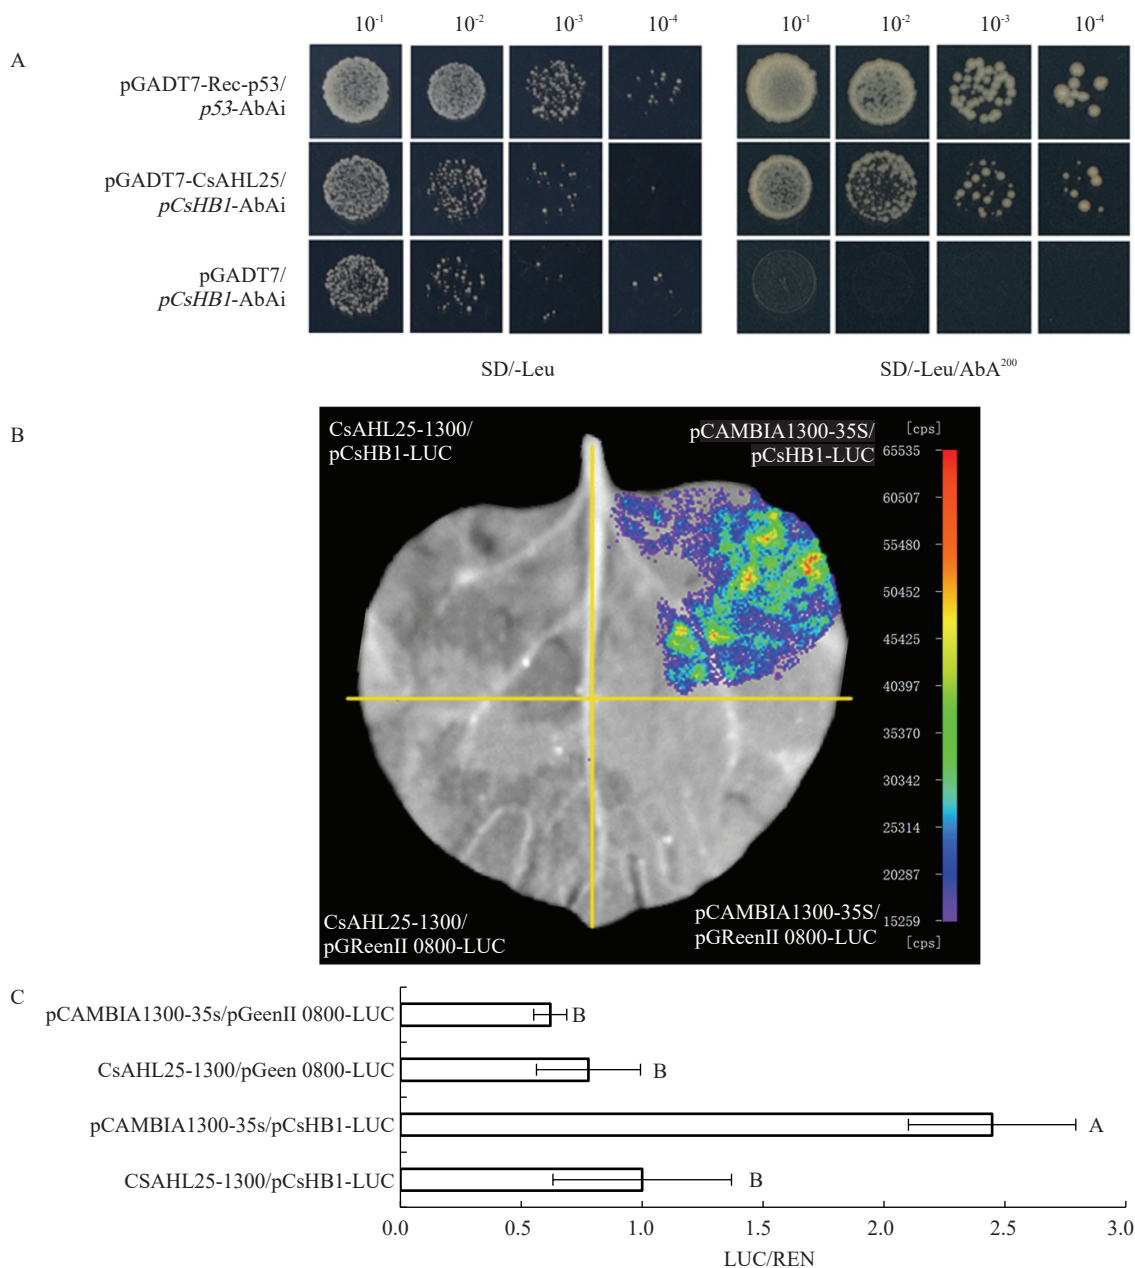 10⁻¹ 10⁻² 10⁻³ 10⁻⁴ 10⁻¹ 10⁻² 10⁻³ 10⁻⁴
A
pGADT7-Rec-p53/
p53-AbAi
pGADT7-CsAHL25/
pCsHB1-AbAi
pGADT7/
pCsHB1-AbAi
SD/-Leu
SD/-Leu/AbA²⁰⁰
B
CsAHL25-1300/
pCsHB1-LUC
pCAMBIA1300-35S/
pCsHB1-LUC
[cps]
65535
60507
55480
50452
45425
40397
35370
30342
25314
20287
15259
[cps]
CsAHL25-1300/
pGReenII 0800-LUC
pCAMBIA1300-35S/
pGReenII 0800-LUC
C
pCAMBIA1300-35s/pGeenII 0800-LUC B
CsAHL25-1300/pGeen 0800-LUC B
pCAMBIA1300-35s/pCsHB1-LUC A
CSAHL25-1300/pCsHB1-LUC B
0.0 0.5 1.0 1.5 2.0 2.5 3.0
LUC/REN